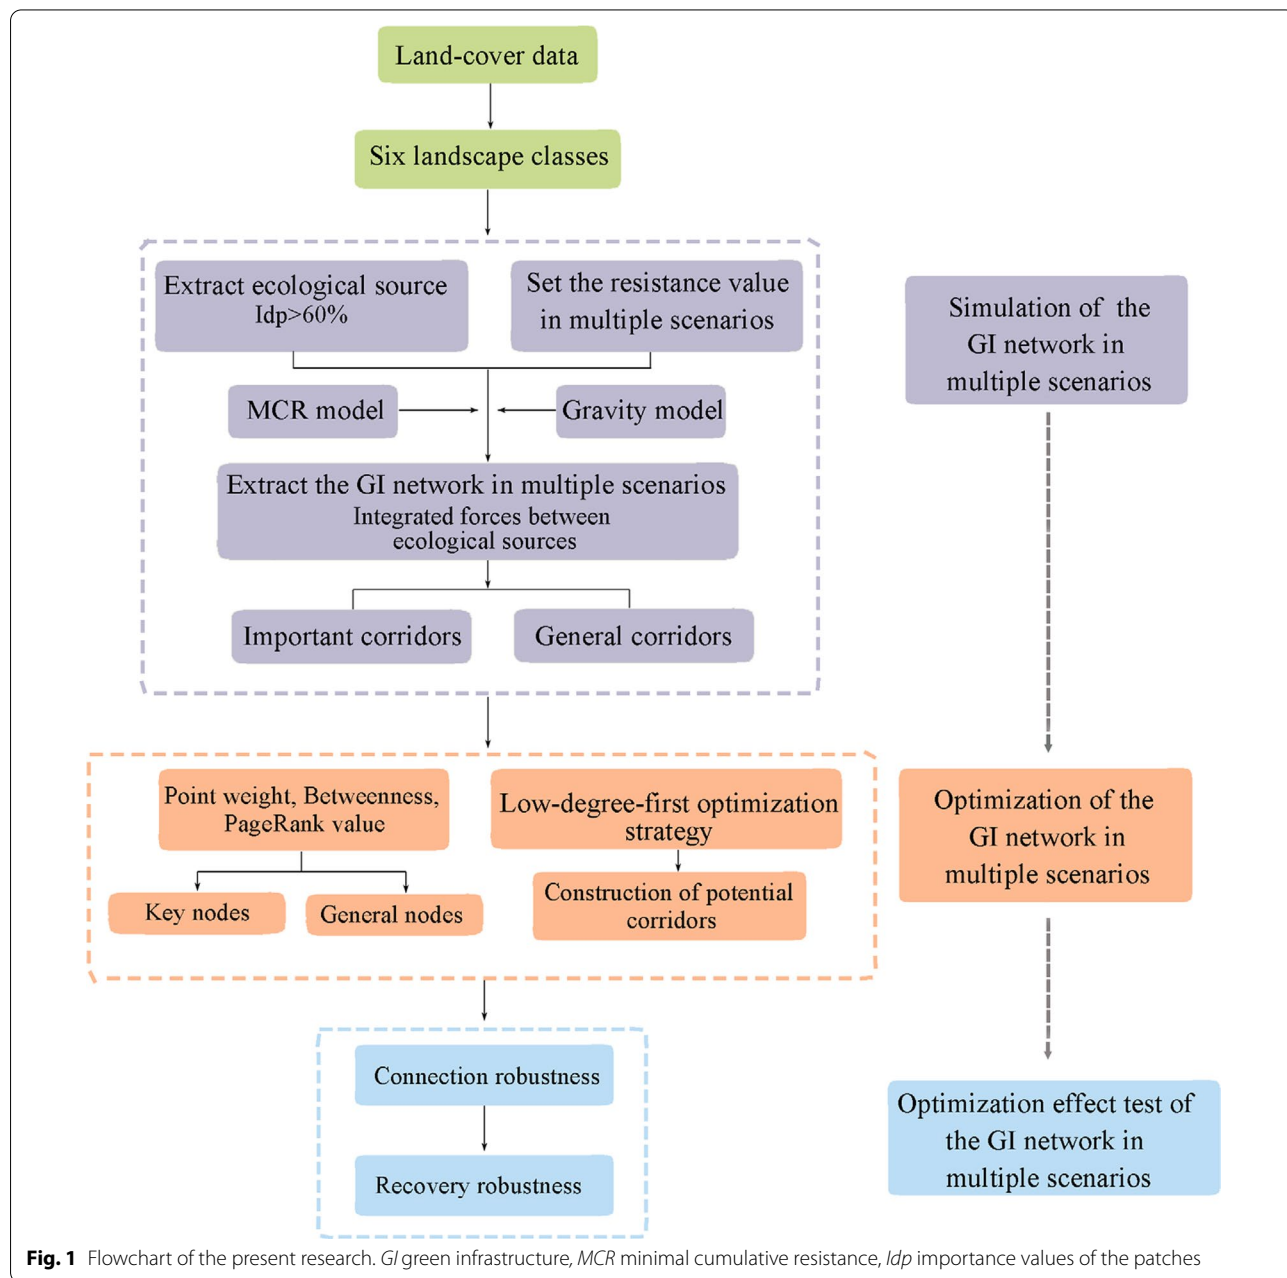 Land-cover data
Six landscape classes
Extract ecological source
Idp>60%
Set the resistance value
in multiple scenarios
MCR model
Gravity model
Extract the GI network in multiple scenarios
Integrated forces between
ecological sources
Important corridors
General corridors
Simulation of the
GI network in
multiple scenarios
Point weight, Betweenness,
PageRank value
Low-degree-first optimization
strategy
Key nodes
General nodes
Construction of potential
corridors
Optimization of the
GI network in
multiple scenarios
Connection robustness
Recovery robustness
Optimization effect test of
the GI network in
multiple scenarios
Fig. 1 Flowchart of the present research. GI green infrastructure, MCR minimal cumulative resistance, Idp importance values of the patches